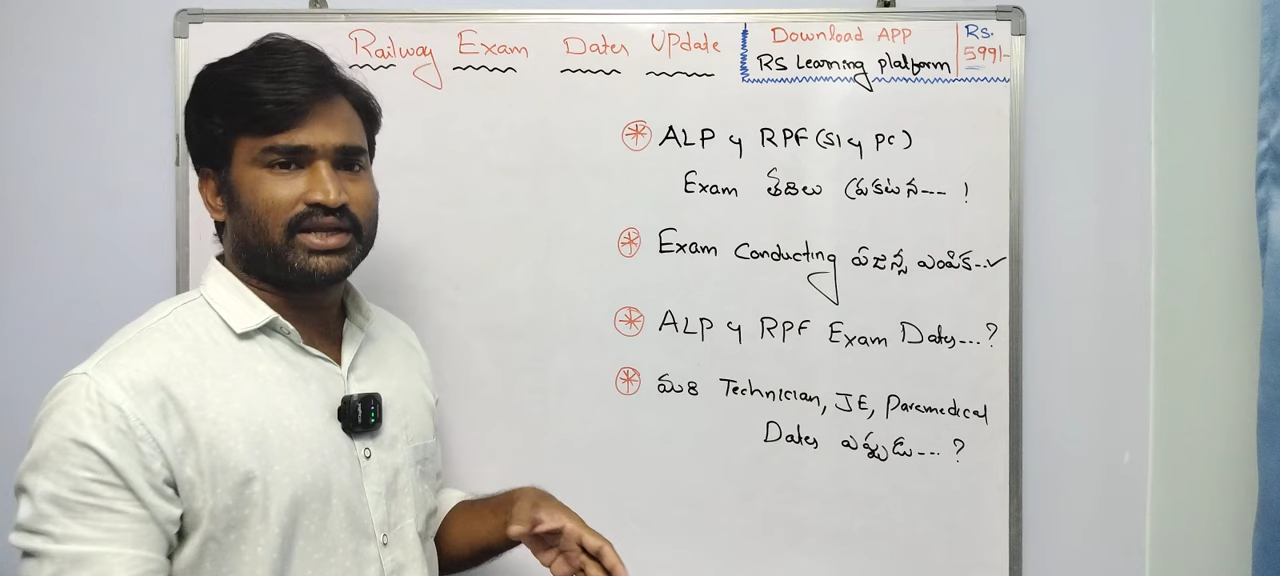 Railway Exam Dates Update
Download APP
RS Learning platform
Rs.
599/-
ALP & RPF (SI & PC)
Exam తేదిలు ప్రకటన--- !
Exam Conducting ఏజెన్సీ ఎంపిక...✓
ALP & RPF Exam Dates...?
మరి Technician, JE, Paramedical
Dates ఎప్పుడు...?